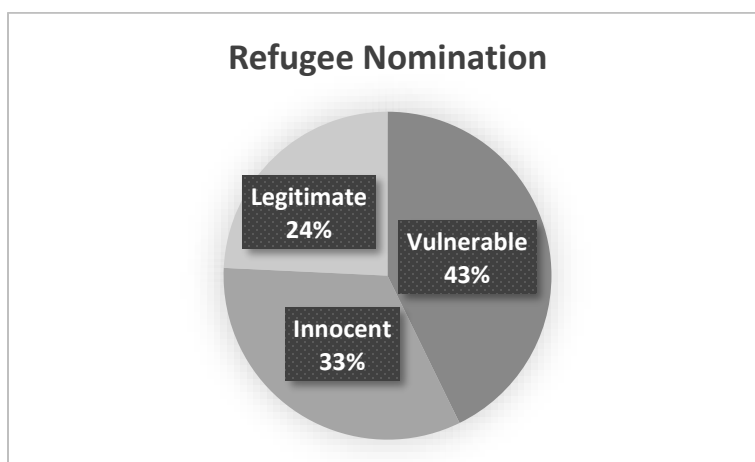 Refugee Nomination
Legitimate
24%
Vulnerable
43%
Innocent
33%